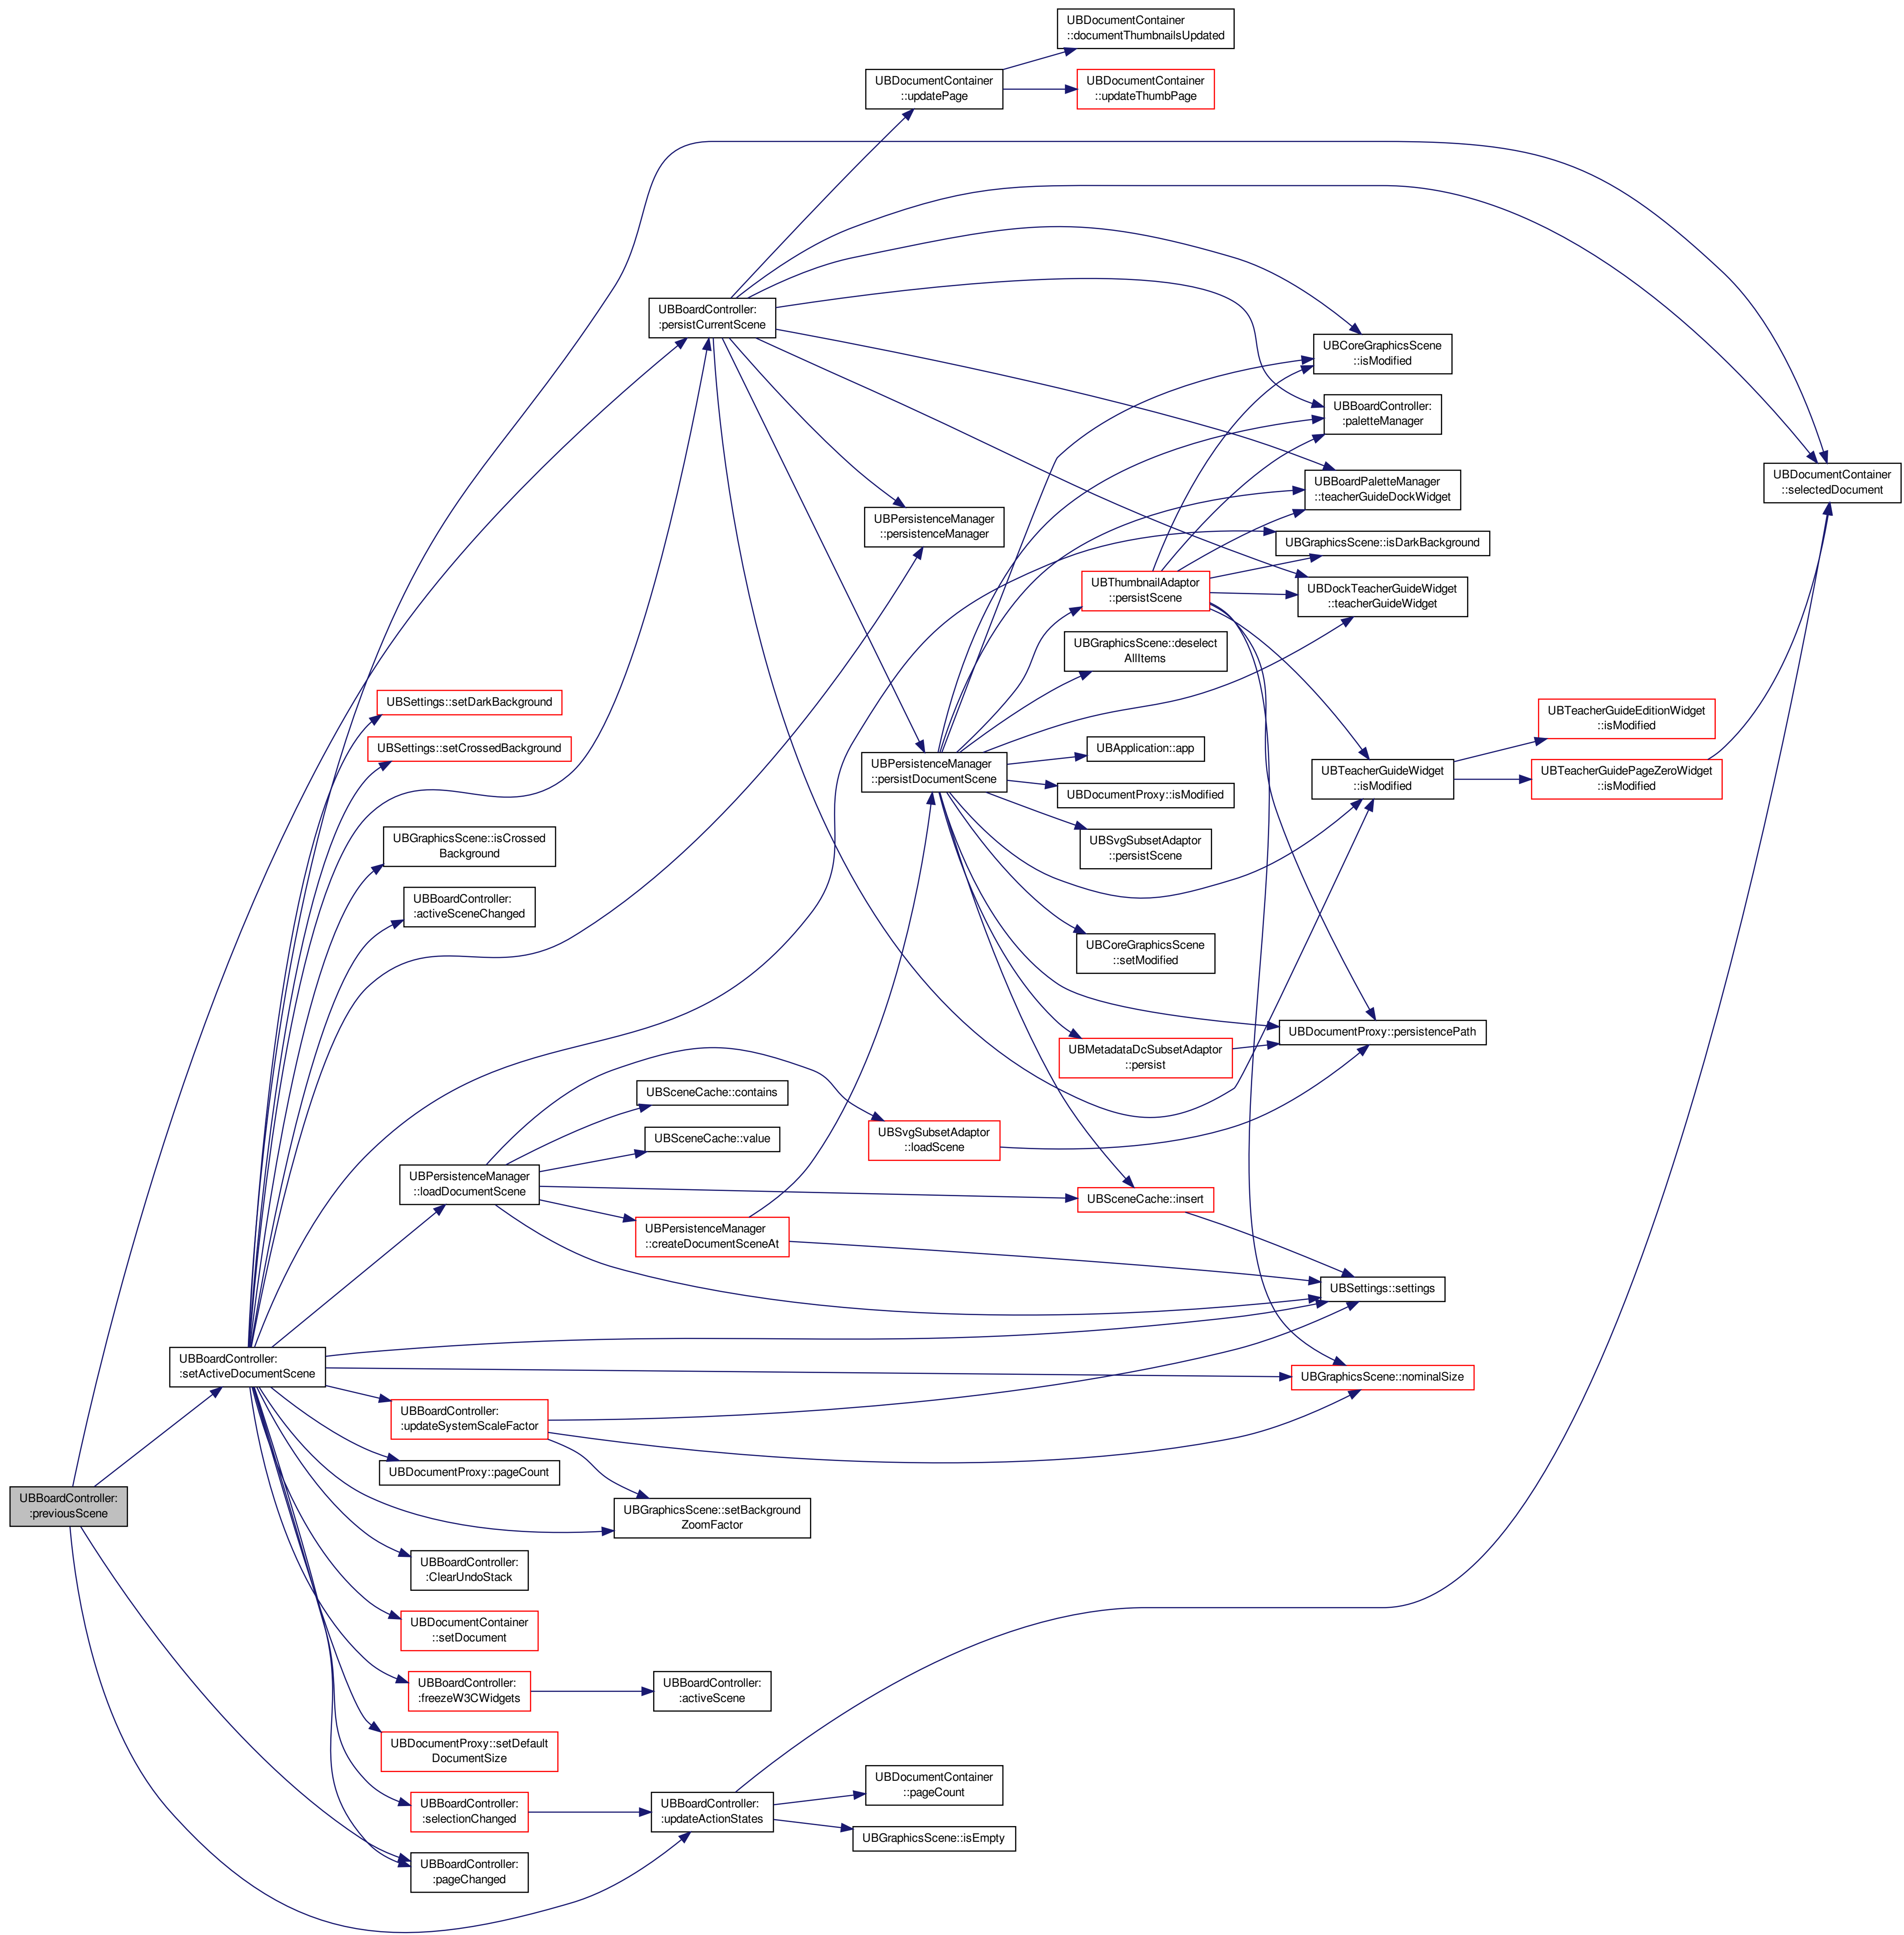 UBDocumentContainer
::documentThumbnailsUpdated
UBDocumentContainer
::updatePage
UBDocumentContainer
::updateThumbPage
UBBoardController:
:persistCurrentScene
UBCoreGraphicsScene
::isModified
UBBoardController:
:paletteManager
UBDocumentContainer
::selectedDocument
UBBoardPaletteManager
::teacherGuideDockWidget
UBPersistenceManager
::persistenceManager
UBGraphicsScene::isDarkBackground
UBThumbnailAdaptor
::persistScene
UBDockTeacherGuideWidget
::teacherGuideWidget
UBGraphicsScene::deselect
AllItems
UBSettings::setDarkBackground
UBTeacherGuideEditionWidget
::isModified
UBSettings::setCrossedBackground
UBApplication::app
UBPersistenceManager
::persistDocumentScene
UBTeacherGuideWidget
::isModified
UBTeacherGuidePageZeroWidget
::isModified
UBDocumentProxy::isModified
UBGraphicsScene::isCrossed
Background
UBSvgSubsetAdaptor
::persistScene
UBBoardController:
:activeSceneChanged
UBCoreGraphicsScene
::setModified
UBDocumentProxy::persistencePath
UBMetadataDcSubsetAdaptor
::persist
UBSceneCache::contains
UBSceneCache::value
UBSvgSubsetAdaptor
::loadScene
UBPersistenceManager
::loadDocumentScene
UBSceneCache::insert
UBPersistenceManager
::createDocumentSceneAt
UBSettings::settings
UBBoardController:
:setActiveDocumentScene
UBGraphicsScene::nominalSize
UBBoardController:
:updateSystemScaleFactor
UBDocumentProxy::pageCount
UBBoardController:
:previousScene
UBGraphicsScene::setBackground
ZoomFactor
UBBoardController:
:ClearUndoStack
UBDocumentContainer
::setDocument
UBBoardController:
:freezeW3CWidgets
UBBoardController:
:activeScene
UBDocumentProxy::setDefault
DocumentSize
UBDocumentContainer
::pageCount
UBBoardController:
:selectionChanged
UBBoardController:
:updateActionStates
UBGraphicsScene::isEmpty
UBBoardController:
:pageChanged